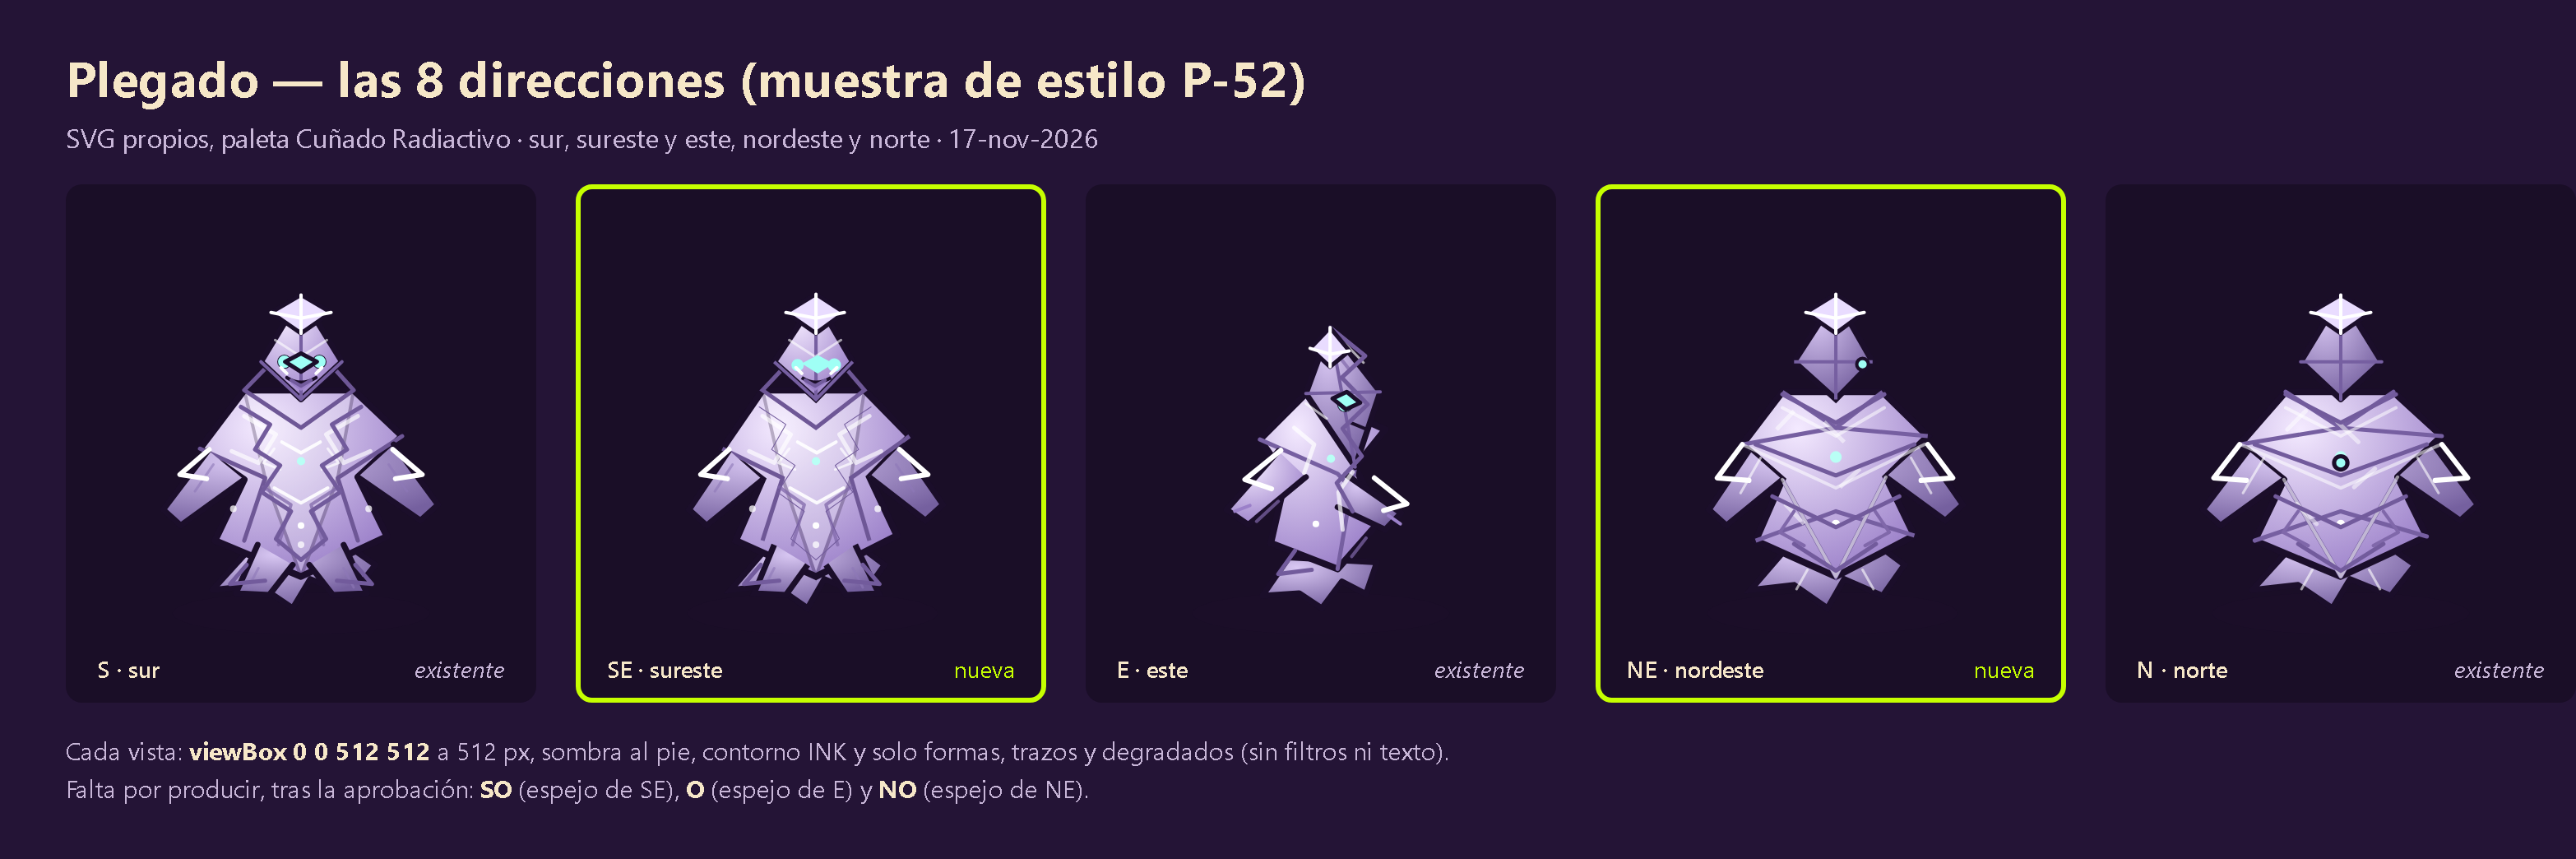 Plegado — las 8 direcciones (muestra de estilo P-52)
SVG propios, paleta Cuñado Radiactivo · sur, sureste y este, nordeste y norte · 17-nov-2026
S · sur existente
SE · sureste nueva
E · este existente
NE · nordeste nueva
N · norte existente
Cada vista: viewBox 0 0 512 512 a 512 px, sombra al pie, contorno INK y solo formas, trazos y degradados (sin filtros ni texto).
Falta por producir, tras la aprobación: SO (espejo de SE), O (espejo de E) y NO (espejo de NE).